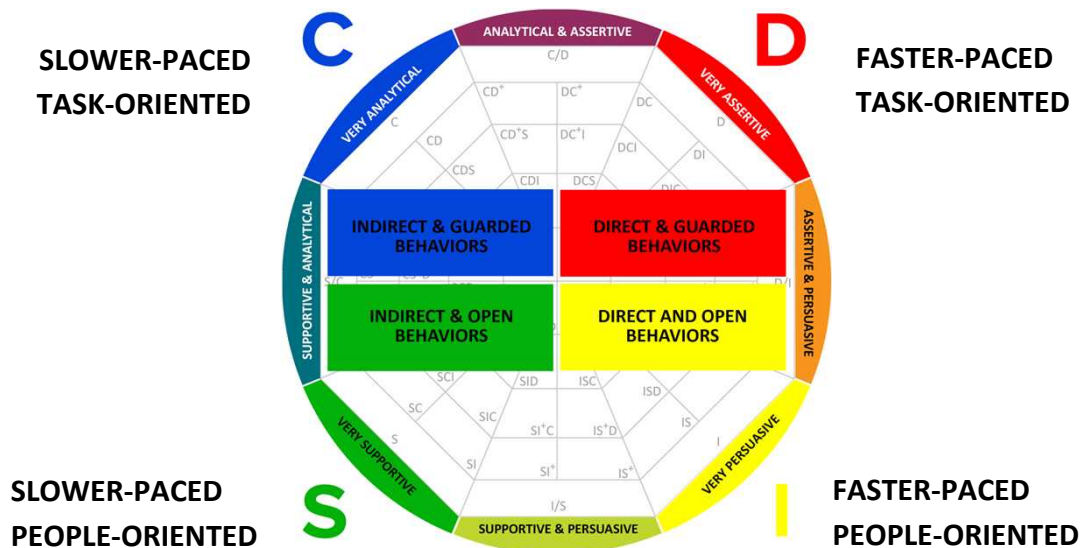 C
D
SLOWER-PACED
TASK-ORIENTED
FASTER-PACED
TASK-ORIENTED
ANALYTICAL & ASSERTIVE
VERY ANALYTICAL
VERY ASSERTIVE
C/D
CD⁺
DC⁺
DC
C
D
CD
CD⁺S
DC⁺I
DCI
DI
CDS
CDI
DCS
INDIRECT & GUARDED
BEHAVIORS
DIRECT & GUARDED
BEHAVIORS
SUPPORTIVE & ANALYTICAL
ASSERTIVE & PERSUASIVE
S/C
D/I
INDIRECT & OPEN
BEHAVIORS
DIRECT AND OPEN
BEHAVIORS
SCI
SID
ISC
ISD
SC
SIC
IS
S
SI⁺C
IS⁺D
I
SI
SI⁺
IS⁺
I/S
VERY SUPPORTIVE
VERY PERSUASIVE
SUPPORTIVE & PERSUASIVE
SLOWER-PACED
PEOPLE-ORIENTED
S
I
FASTER-PACED
PEOPLE-ORIENTED